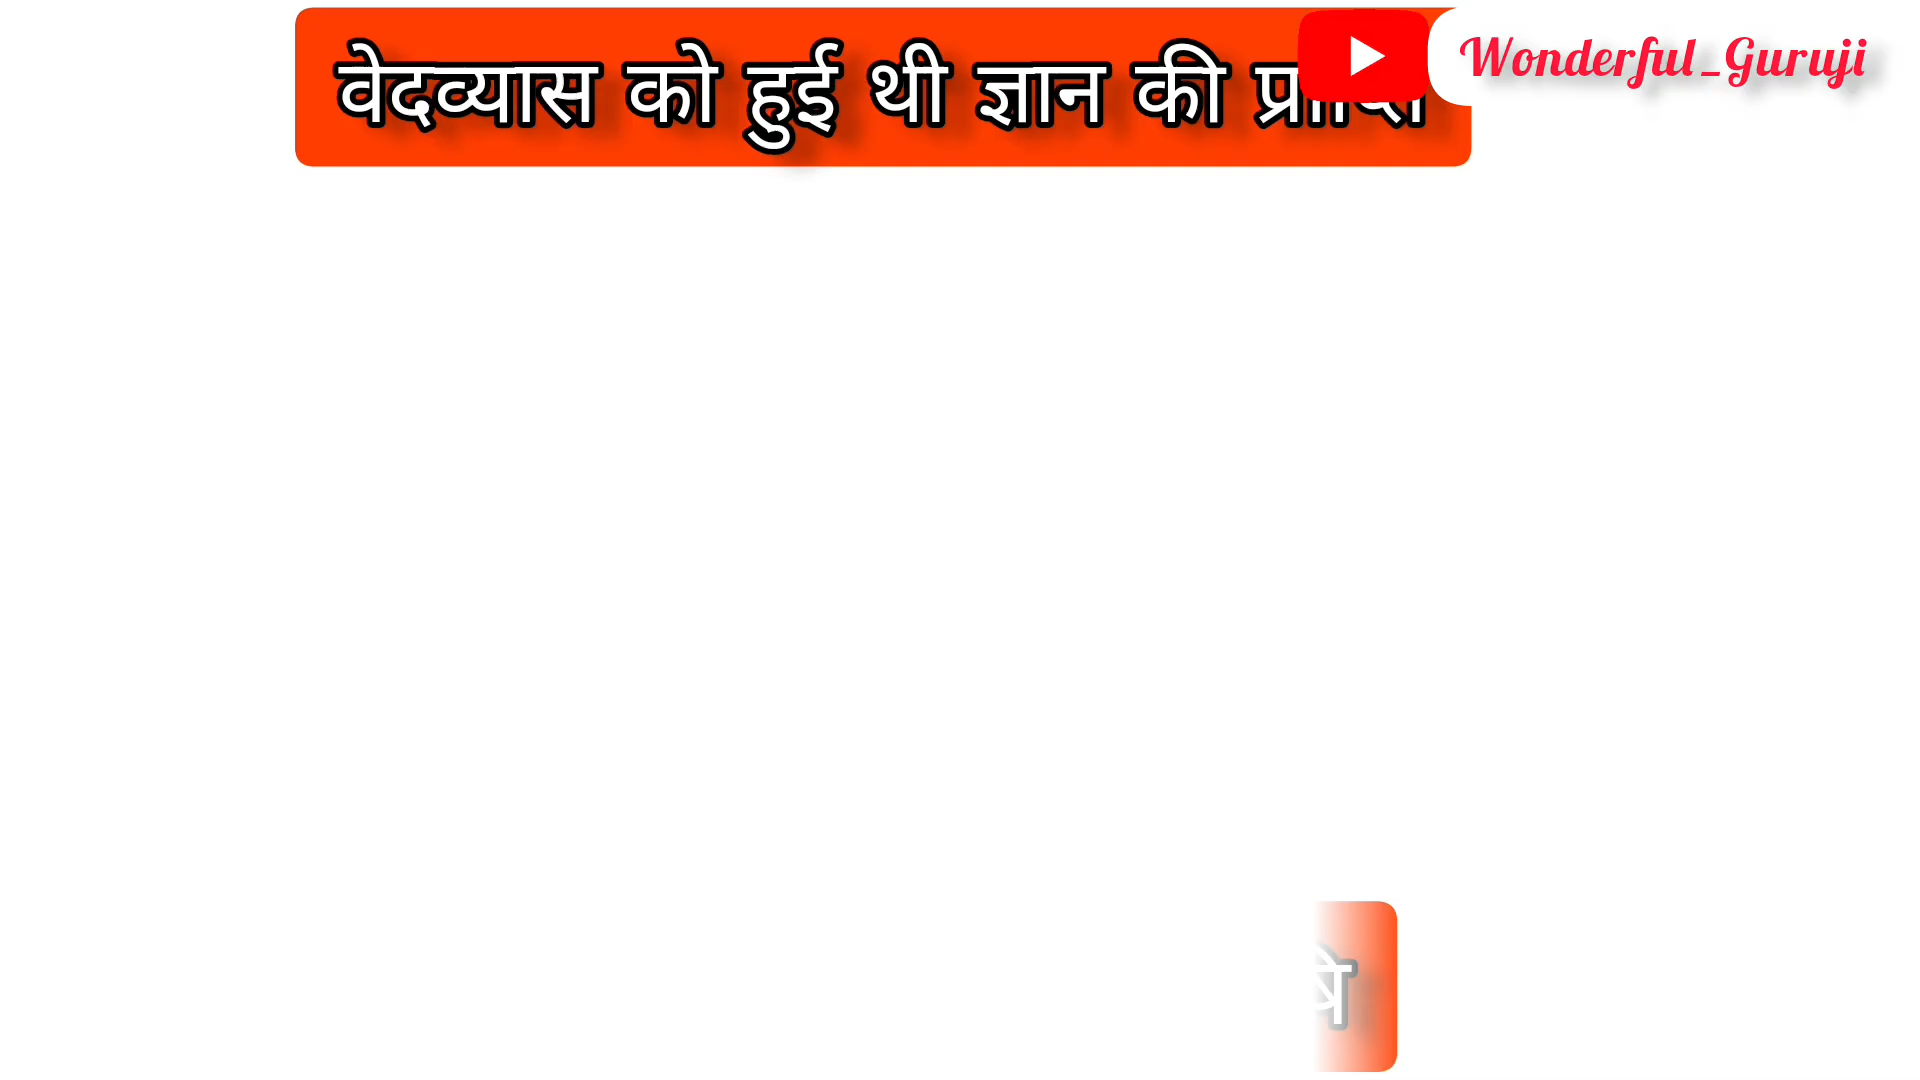 वेदव्यास को हुई थी ज्ञान की प्राप्ति
Wonderful_Guruji